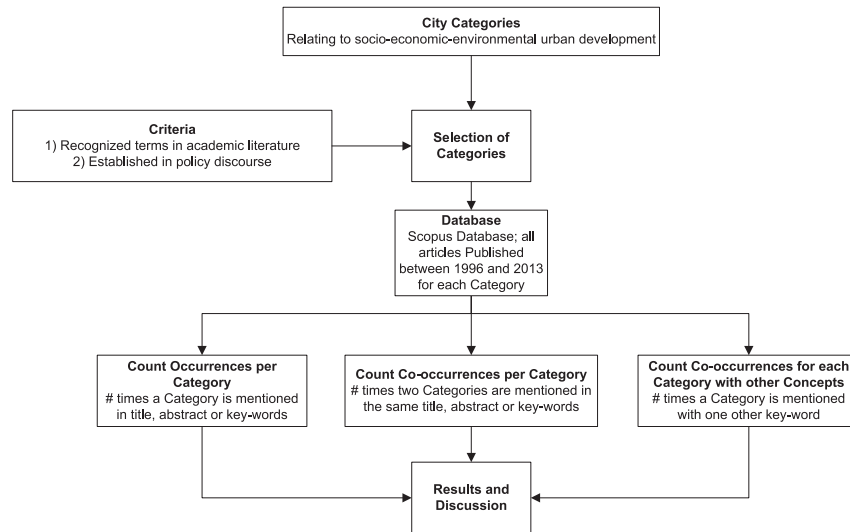 City Categories
Relating to socio-economic-environmental urban development
Criteria
1) Recognized terms in academic literature
2) Established in policy discourse
Selection of
Categories
Database
Scopus Database; all
articles Published
between 1996 and 2013
for each Category
Count Occurrences per
Category
# times a Category is mentioned
in title, abstract or key-words
Count Co-occurrences per Category
# times two Categories are mentioned in
the same title, abstract or key-words
Count Co-occurrences for each
Category with other Concepts
# times a Category is mentioned
with one other key-word
Results and
Discussion